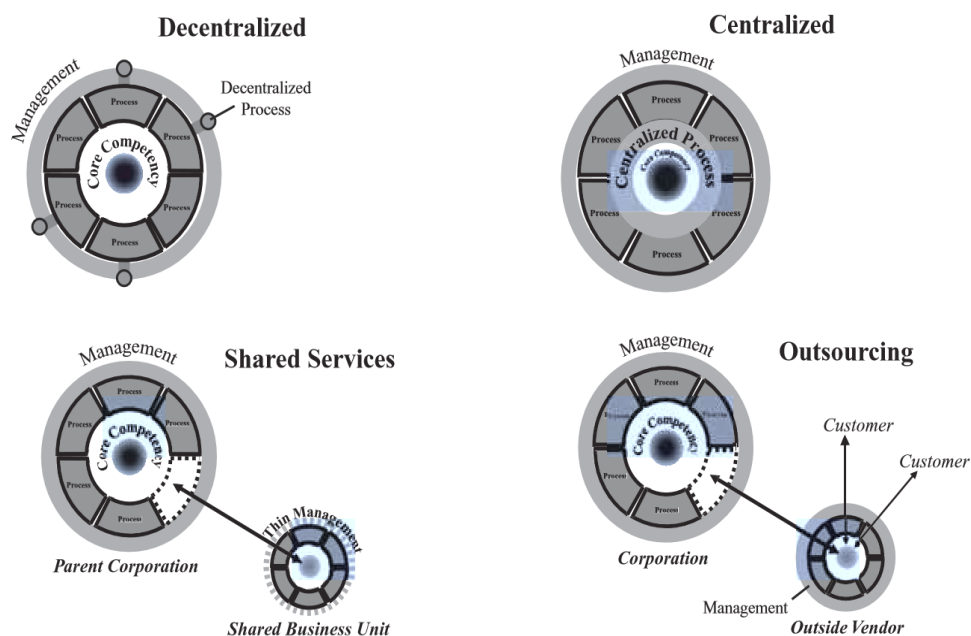 Decentralized
Management
Decentralized
Process
Process
Process
Process
Core Competency
Process
Process
Process
Centralized
Management
Process
Process
Process
Centralized Process
Core Competency
Process
Process
Process
Shared Services
Management
Process
Process
Process
Core Competency
Process
Process
Parent Corporation
Thin Management
Shared Business Unit
Outsourcing
Management
Process
Core Competency
Process
Process
Corporation
Customer
Customer
Management
Outside Vendor